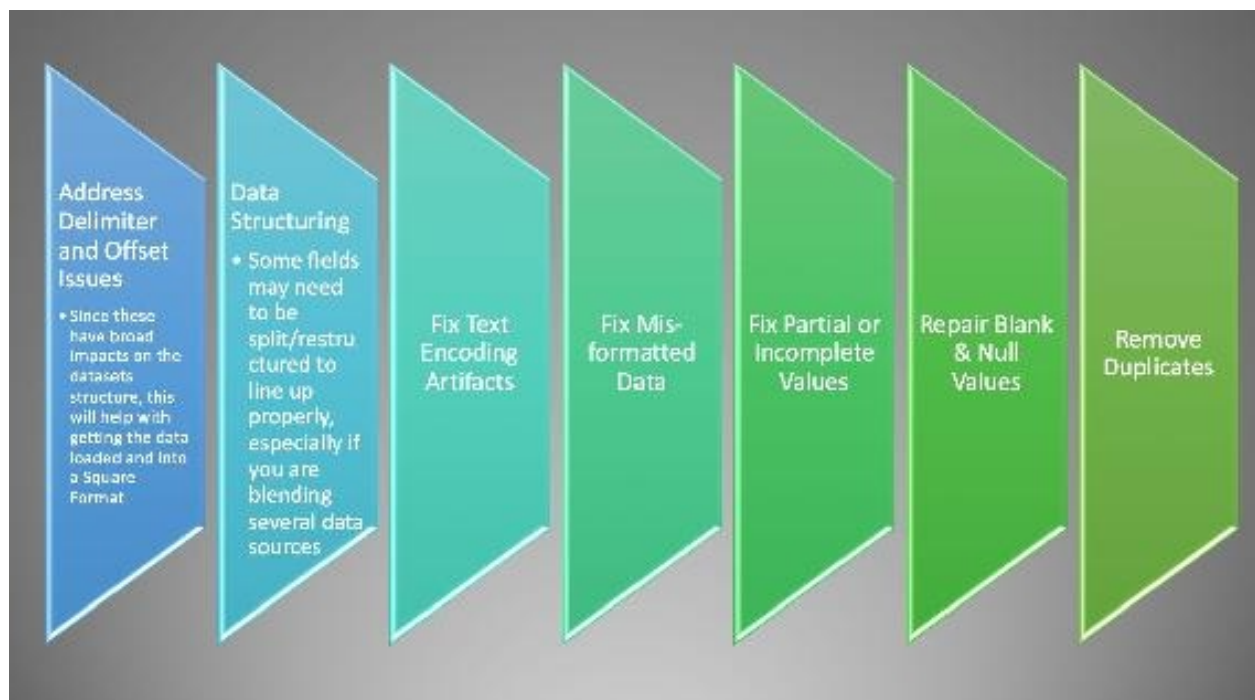 Address
Delimiter
and Offset
Issues
• Since these
have broad
impacts on the
datasets
structure, this
will help with
getting the data
loaded and into
a Square
Format
Data
Structuring
• Some fields
may need
to be
split/restru
ctured to
line up
properly,
especially if
you are
blending
several data
sources
Fix Text
Encoding
Artifacts
Fix Mis-
formatted
Data
Fix Partial or
Incomplete
Values
Repair Blank
& Null
Values
Remove
Duplicates